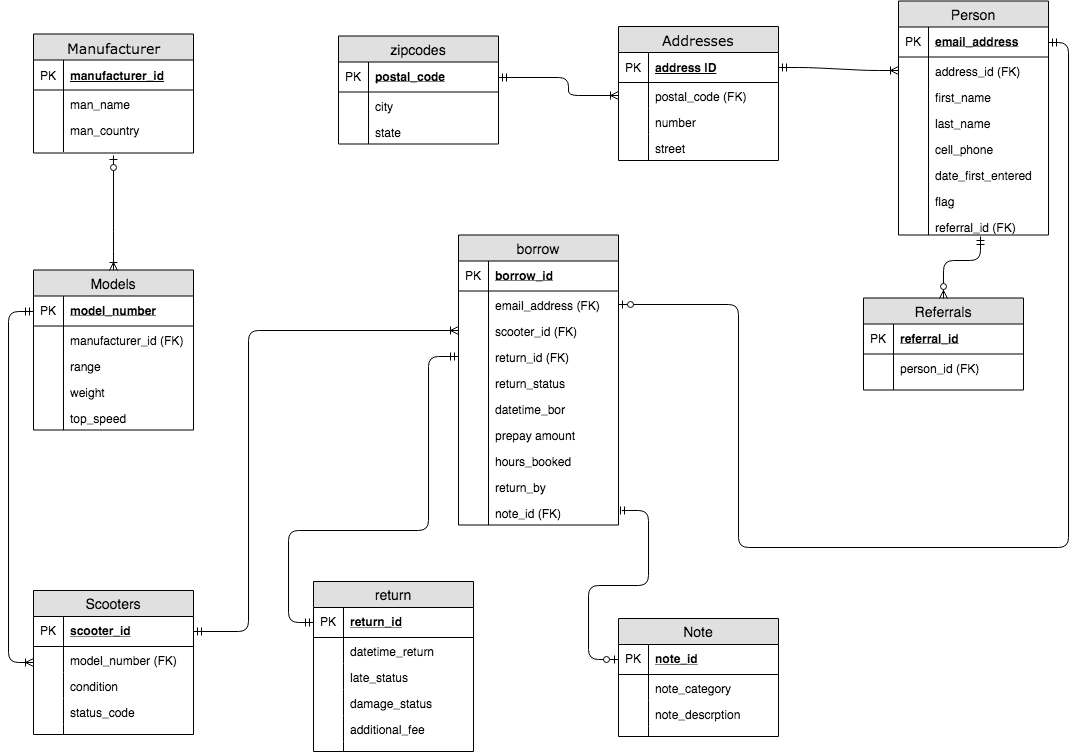 Manufacturer
PK manufacturer_id
man_name
man_country
zipcodes
PK postal_code
city
state
Addresses
PK address ID
postal_code (FK)
number
street
Person
PK email_address
address_id (FK)
first_name
last_name
cell_phone
date_first_entered
flag
referral_id (FK)
Models
PK model_number
manufacturer_id (FK)
range
weight
top_speed
borrow
PK borrow_id
email_address (FK)
scooter_id (FK)
return_id (FK)
return_status
datetime_bor
prepay amount
hours_booked
return_by
note_id (FK)
Referrals
PK referral_id
person_id (FK)
Scooters
PK scooter_id
model_number (FK)
condition
status_code
return
PK return_id
datetime_return
late_status
damage_status
additional_fee
Note
PK note_id
note_category
note_descrption